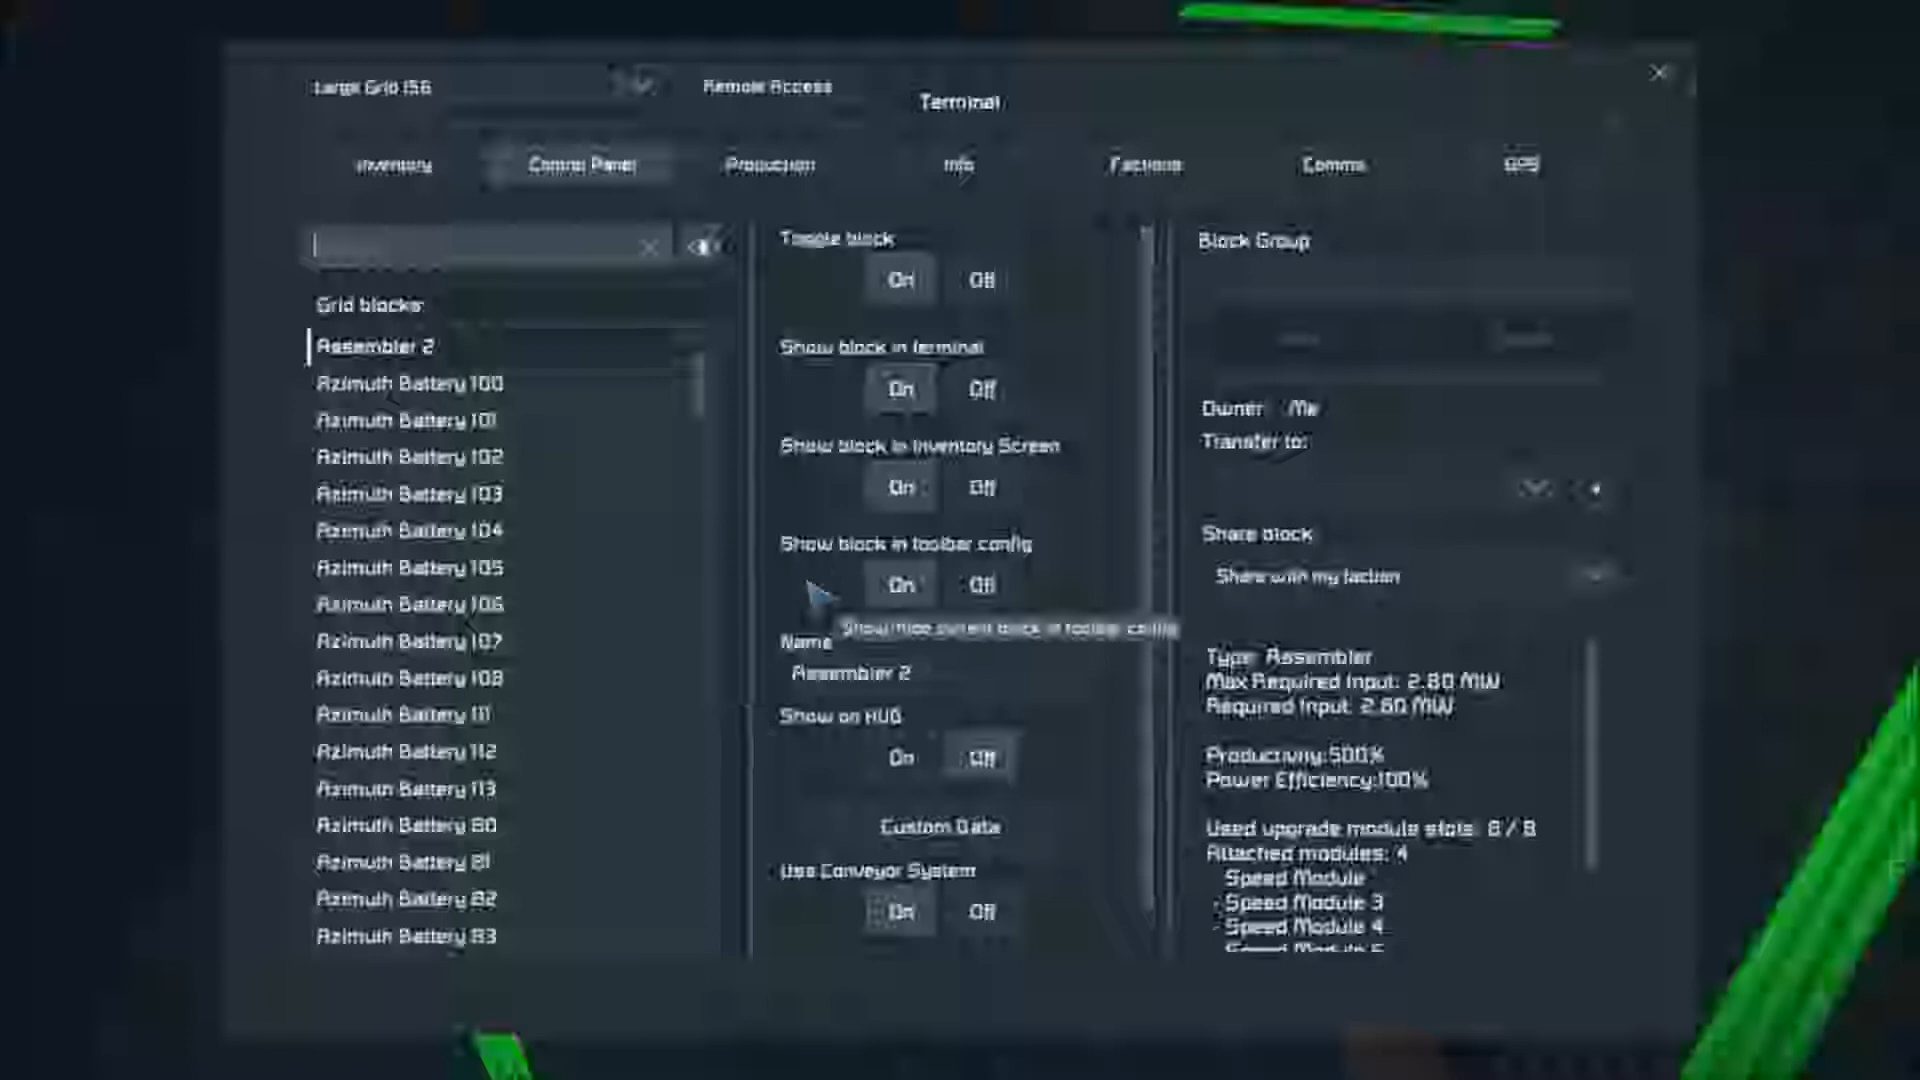 Large Grid 156
Remote Access
Terminal
Inventory
Control Panel
Production
Info
Factions
Comms
GPS
Grid blocks:
Assembler 2
Azimuth Battery 100
Azimuth Battery 101
Azimuth Battery 102
Azimuth Battery 103
Azimuth Battery 104
Azimuth Battery 105
Azimuth Battery 106
Azimuth Battery 107
Azimuth Battery 108
Azimuth Battery 111
Azimuth Battery 112
Azimuth Battery 113
Azimuth Battery 80
Azimuth Battery 81
Azimuth Battery 82
Azimuth Battery 83
Toggle block
On Off
Show block in terminal
On Off
Show block in Inventory Screen
On Off
Show block in toolbar config
On Off
Show/hide current block in toolbar config
Name
Assembler 2
Show on HUD
On Off
Custom Data
Use Conveyor System
On Off
Block Group
Owner Me
Transfer to:
Share block
Share with my faction
Type: Assembler
Max Required Input: 2.80 MW
Required Input: 2.80 MW
Productivity:500%
Power Efficiency:100%
Used upgrade module slots: 8 / 8
Attached modules: 4
- Speed Module
- Speed Module 3
- Speed Module 4